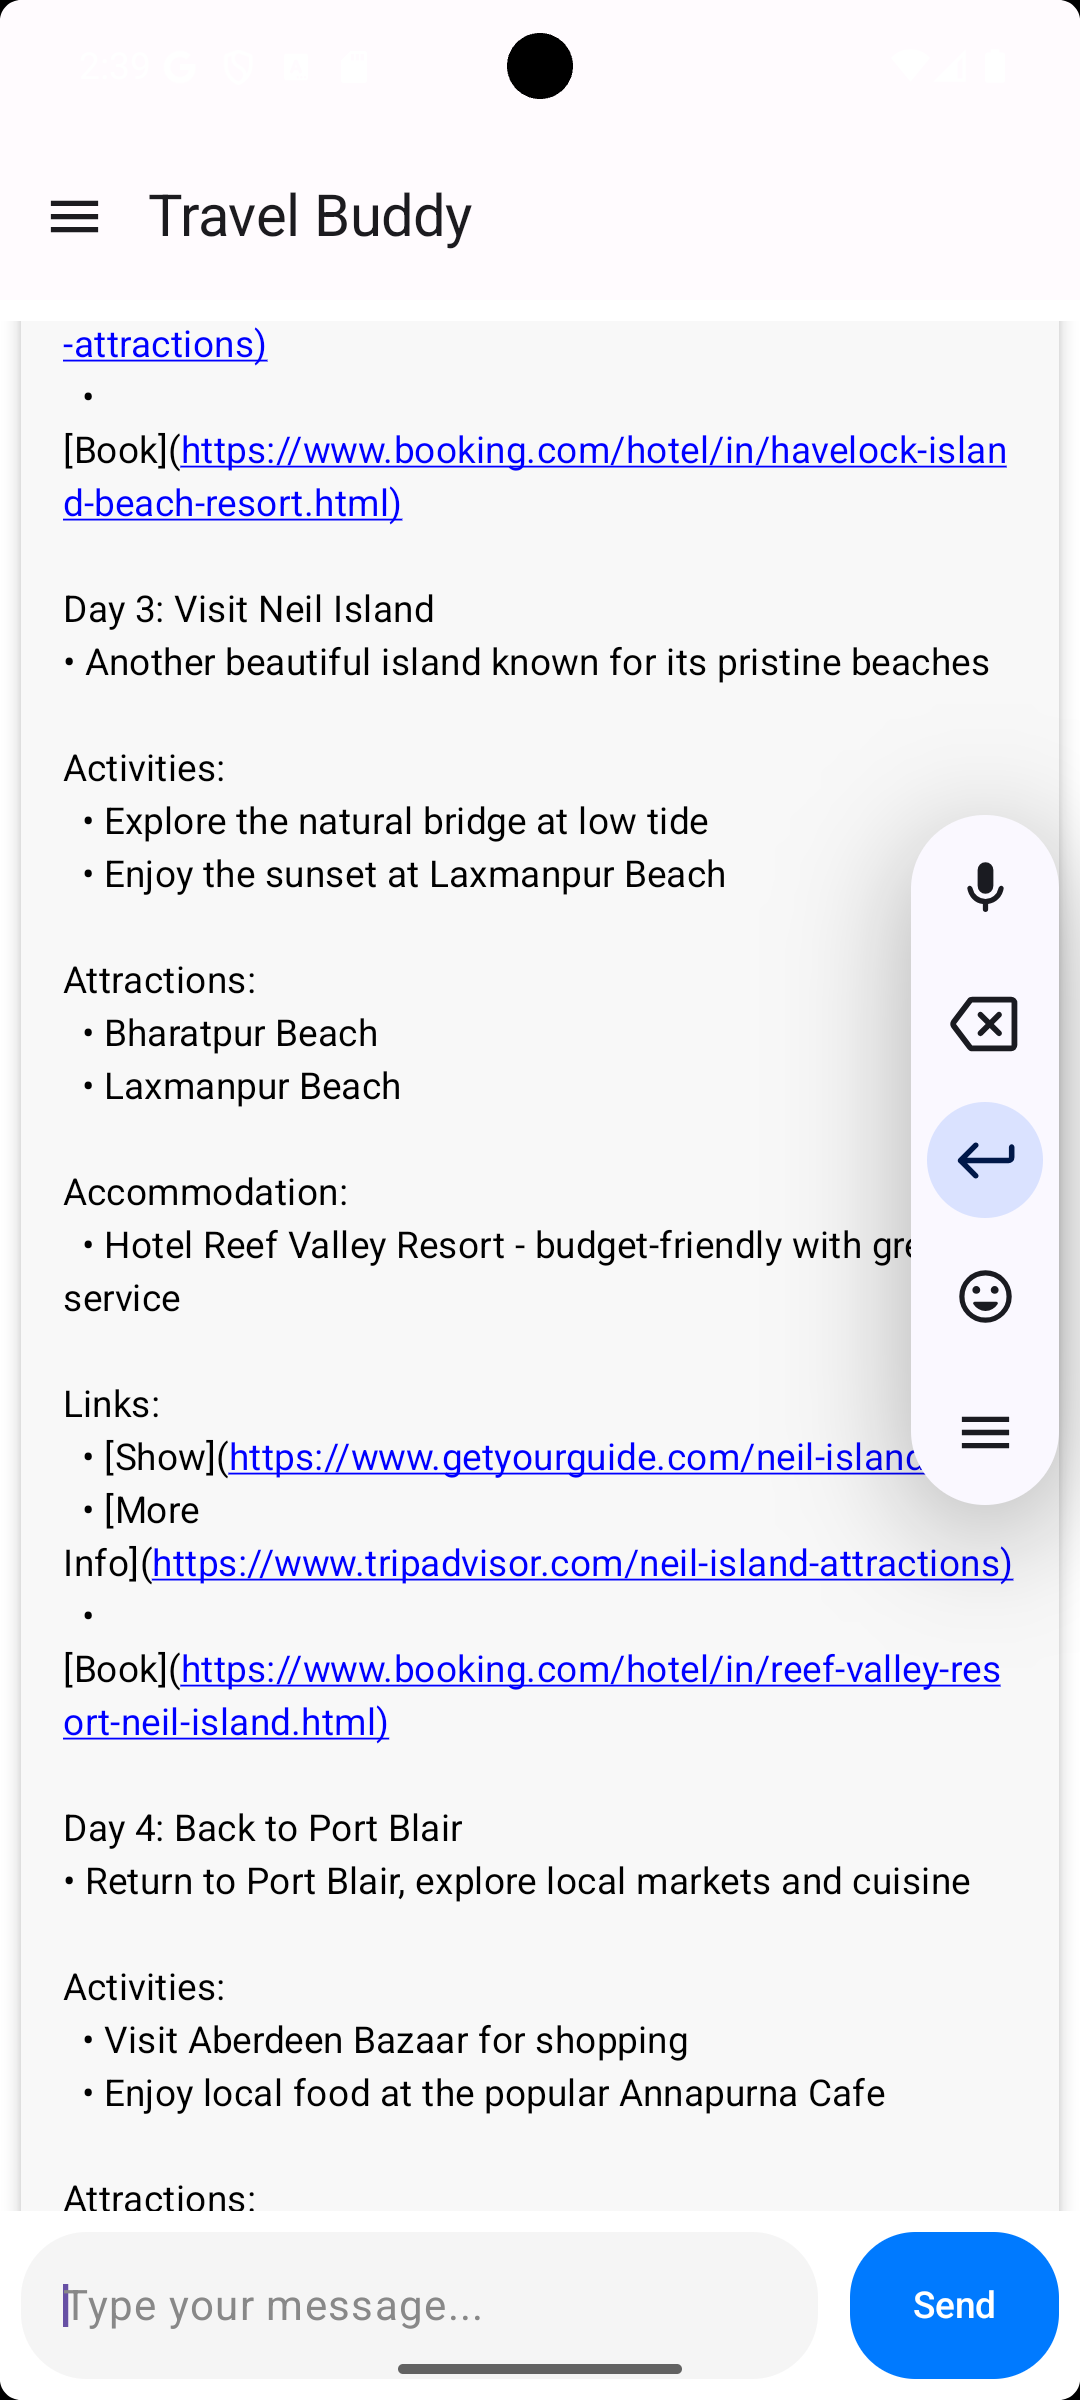 Travel Buddy
-attractions)
•
[Book](https://www.booking.com/hotel/in/havelock-islan
d-beach-resort.html)
Day 3: Visit Neil Island
• Another beautiful island known for its pristine beaches
Activities:
• Explore the natural bridge at low tide
• Enjoy the sunset at Laxmanpur Beach
Attractions:
• Bharatpur Beach
• Laxmanpur Beach
Accommodation:
• Hotel Reef Valley Resort - budget-friendly with
service
Links:
• [Show](https://www.getyourguide.com/neil-island
• [More
Info](https://www.tripadvisor.com/neil-island-attractions)
•
[Book](https://www.booking.com/hotel/in/reef-valley-res
ort-neil-island.html)
Day 4: Back to Port Blair
• Return to Port Blair, explore local markets and cuisine
Activities:
• Visit Aberdeen Bazaar for shopping
• Enjoy local food at the popular Annapurna Cafe
Attractions:
Type your message...
Send